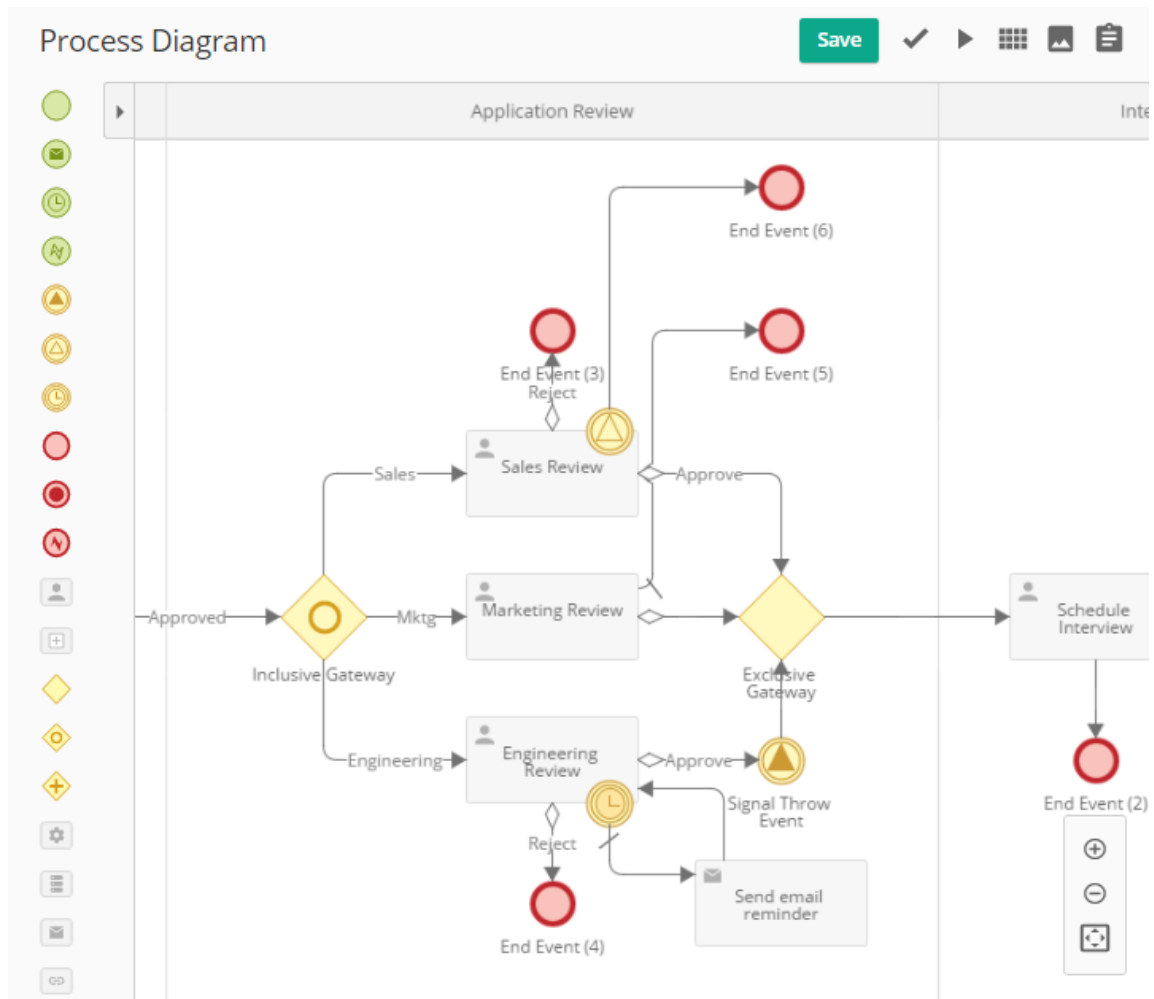 Process Diagram
Save
Application Review
Inte
End Event (6)
End Event (3)
End Event (5)
Reject
Sales Review
Sales
Approve
Marketing Review
Approved
Mktg
Schedule
Interview
Inclusive Gateway
Exclusive
Gateway
Engineering
Review
Engineering
Approve
Signal Throw
Event
End Event (2)
Reject
Send email
reminder
End Event (4)